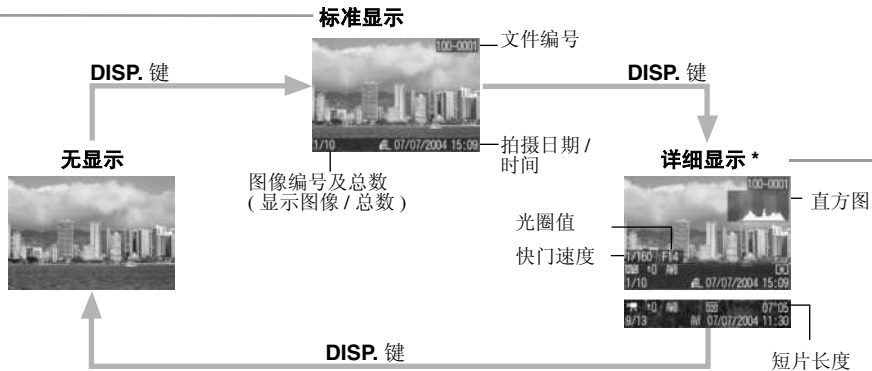 标准显示
100-0001
文件编号
DISP. 键
DISP. 键
1/10
07/07/2004 15:09
拍摄日期 /
时间
无显示
详细显示 *
图像编号及总数
( 显示图像 / 总数 )
100-0001
直方图
光圈值
快门速度
1/160 F14
±0
1/10
07/07/2004 15:09
±0
07"05
9/13
07/07/2004 11:30
DISP. 键
短片长度